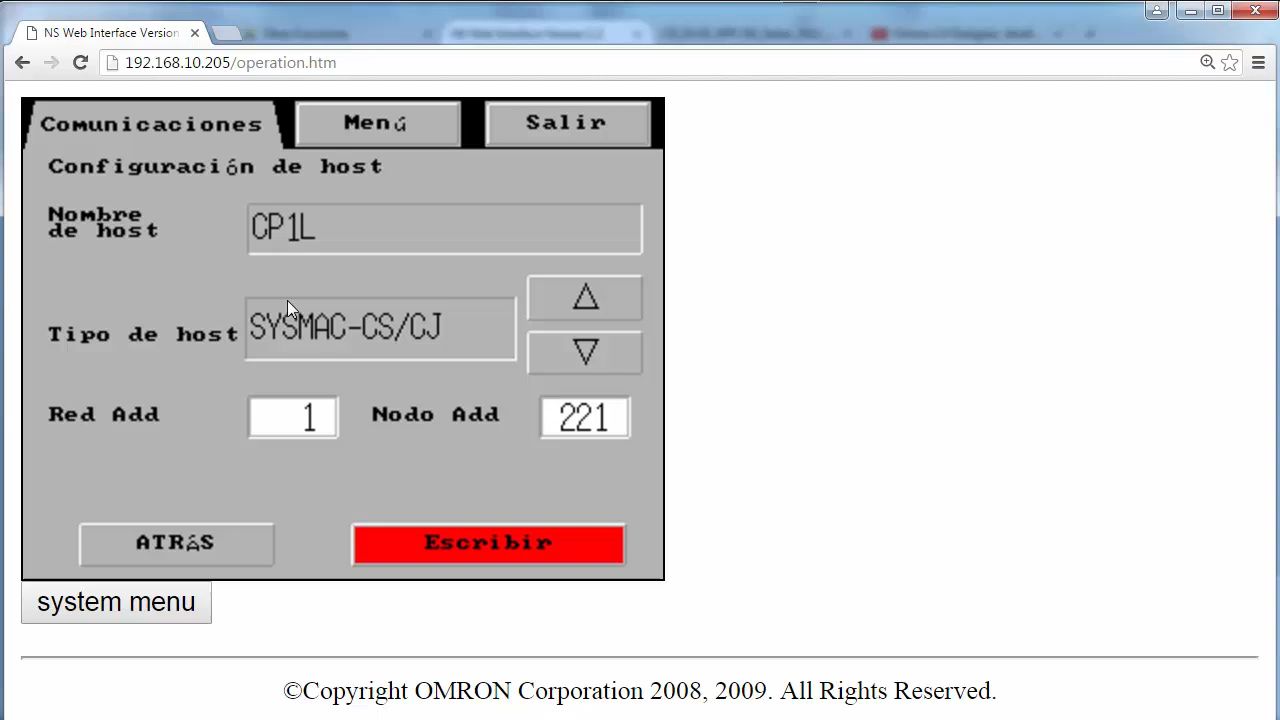 NS Web Interface Version
192.168.10.205/operation.htm
Comunicaciones
Menú
Salir
Configuración de host
Nombre
de host
CP1L
Tipo de host
SYSMAC-CS/CJ
Red Add
1
Nodo Add
221
ATRáS
Escribir
system menu
©Copyright OMRON Corporation 2008, 2009. All Rights Reserved.